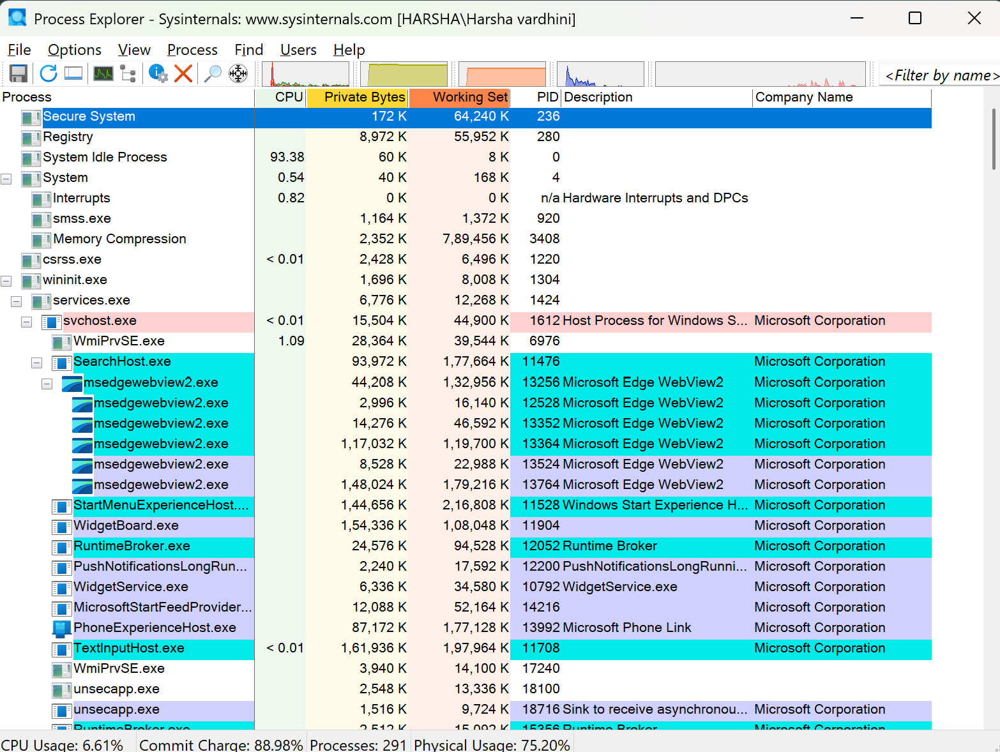 Process Explorer - Sysinternals: www.sysinternals.com [HARSHA\Harsha vardhini]
File Options View Process Find Users Help
<Filter by name>
Process CPU Private Bytes Working Set PID Description Company Name
Secure System 172 K 64,240 K 236
Registry 8,972 K 55,952 K 280
System Idle Process 93.38 60 K 8 K 0
System 0.54 40 K 168 K 4
Interrupts 0.82 0 K 0 K n/a Hardware Interrupts and DPCs
smss.exe 1,164 K 1,372 K 920
Memory Compression 2,352 K 7,89,456 K 3408
csrss.exe < 0.01 2,428 K 6,496 K 1220
wininit.exe 1,696 K 8,008 K 1304
services.exe 6,776 K 12,268 K 1424
svchost.exe < 0.01 15,504 K 44,900 K 1612 Host Process for Windows S... Microsoft Corporation
WmiPrvSE.exe 1.09 28,364 K 39,544 K 6976
SearchHost.exe 93,972 K 1,77,664 K 11476 Microsoft Corporation
msedgewebview2.exe 44,208 K 1,32,956 K 13256 Microsoft Edge WebView2 Microsoft Corporation
msedgewebview2.exe 2,996 K 16,140 K 12528 Microsoft Edge WebView2 Microsoft Corporation
msedgewebview2.exe 14,276 K 46,592 K 13352 Microsoft Edge WebView2 Microsoft Corporation
msedgewebview2.exe 1,17,032 K 1,19,700 K 13364 Microsoft Edge WebView2 Microsoft Corporation
msedgewebview2.exe 8,528 K 22,988 K 13524 Microsoft Edge WebView2 Microsoft Corporation
msedgewebview2.exe 1,48,024 K 1,79,216 K 13764 Microsoft Edge WebView2 Microsoft Corporation
StartMenuExperienceHost.... 1,44,656 K 2,16,808 K 11528 Windows Start Experience H... Microsoft Corporation
WidgetBoard.exe 1,54,336 K 1,08,048 K 11904 Microsoft Corporation
RuntimeBroker.exe 24,576 K 94,528 K 12052 Runtime Broker Microsoft Corporation
PushNotificationsLongRun... 2,240 K 17,592 K 12200 PushNotificationsLongRunni... Microsoft Corporation
WidgetService.exe 6,336 K 34,580 K 10792 WidgetService.exe Microsoft Corporation
MicrosoftStartFeedProvider... 12,088 K 52,164 K 14216 Microsoft Corporation
PhoneExperienceHost.exe 87,172 K 1,77,128 K 13992 Microsoft Phone Link Microsoft Corporation
TextInputHost.exe < 0.01 1,61,936 K 1,97,964 K 11708 Microsoft Corporation
WmiPrvSE.exe 3,940 K 14,100 K 17240
unsecapp.exe 2,548 K 13,336 K 18100
unsecapp.exe 1,516 K 9,724 K 18716 Sink to receive asynchronou... Microsoft Corporation
RuntimeBroker.exe 2,512 K 15,092 K 15356 Runtime Broker Microsoft Corporation
CPU Usage: 6.61% Commit Charge: 88.98% Processes: 291 Physical Usage: 75.20%